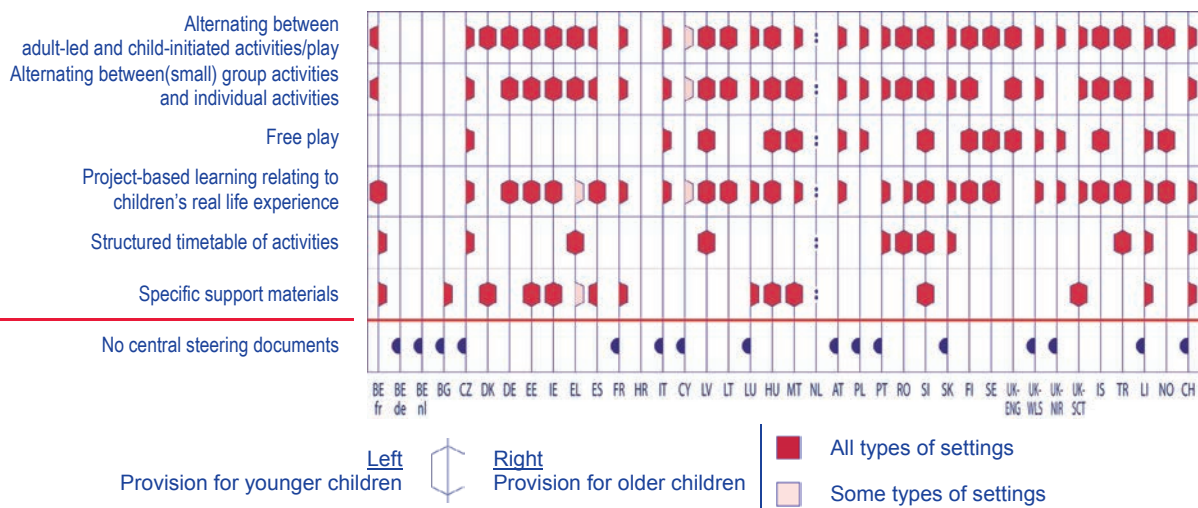 Alternating between
adult-led and child-initiated activities/play
Alternating between(small) group activities
and individual activities
Free play
Project-based learning relating to
children's real life experience
Structured timetable of activities
Specific support materials
No central steering documents
: : : : :
BE fr BE de BE nl BG CZ DK DE EE IE EL ES FR HR IT CY LV LT LU HU MT NL AT PL PT RO SI SK FI SE UK-ENG UK-WLS UK-NIR UK-SCT IS TR LI NO CH
Left
Provision for younger children
Right
Provision for older children
All types of settings
Some types of settings